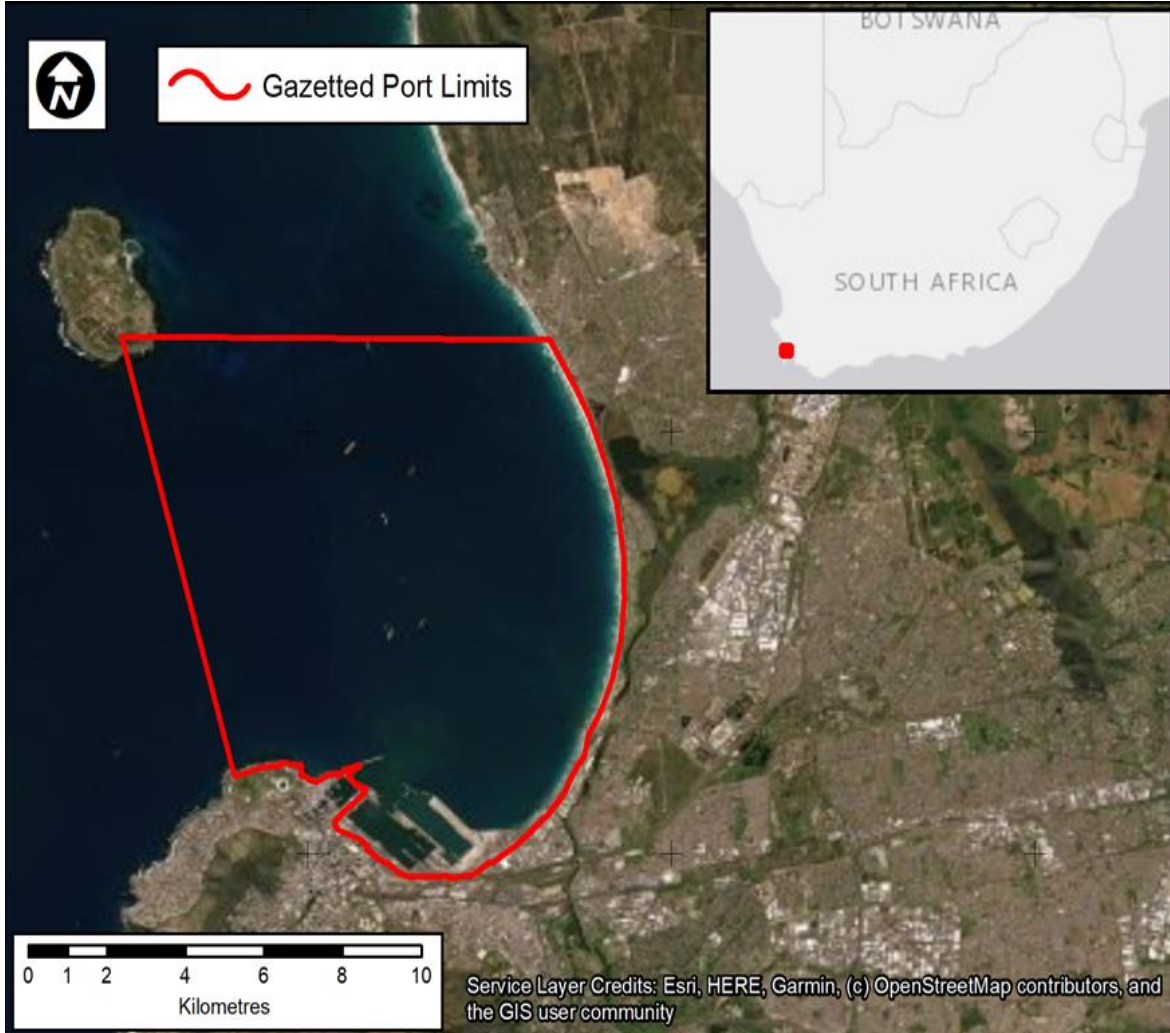 N
Gazetted Port Limits
BOTSWANA
SOUTH AFRICA
0 1 2 4 6 8 10
Kilometres
Service Layer Credits: Esri, HERE, Garmin, (c) OpenStreetMap contributors, and
the GIS user community